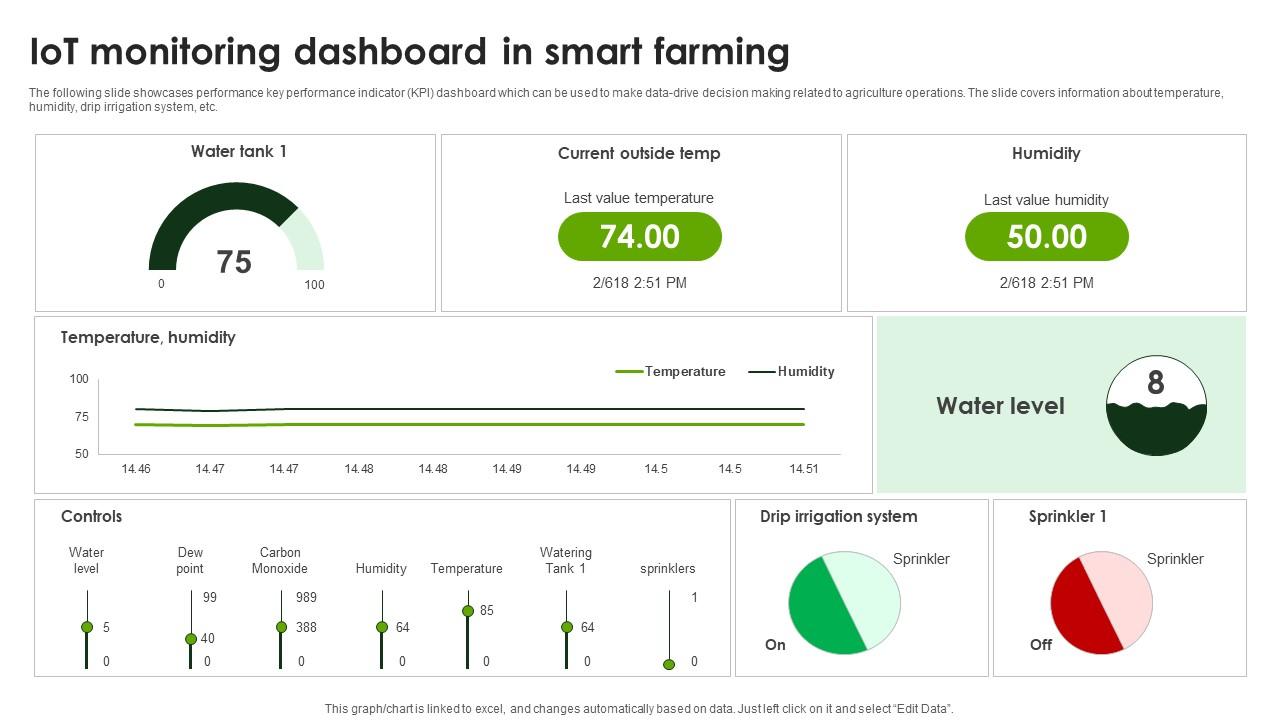 IoT monitoring dashboard in smart farming
The following slide showcases performance key performance indicator (KPI) dashboard which can be used to make data-drive decision making related to agriculture operations. The slide covers information about temperature,
humidity, drip irrigation system, etc.
Water tank 1
75
0
100
Current outside temp
Last value temperature
74.00
2/618 2:51 PM
Humidity
Last value humidity
50.00
2/618 2:51 PM
Temperature, humidity
Temperature
Humidity
100
75
50
14.46 14.47 14.47 14.48 14.48 14.49 14.49 14.5 14.5 14.51
Water level
8
Controls
Water
level
5
0
Dew
point
99
40
0
Carbon
Monoxide
989
388
0
Humidity
64
0
Temperature
85
0
Watering
Tank 1
64
0
sprinklers
1
0
Drip irrigation system
Sprinkler
On
Sprinkler 1
Sprinkler
Off
This graph/chart is linked to excel, and changes automatically based on data. Just left click on it and select “Edit Data”.